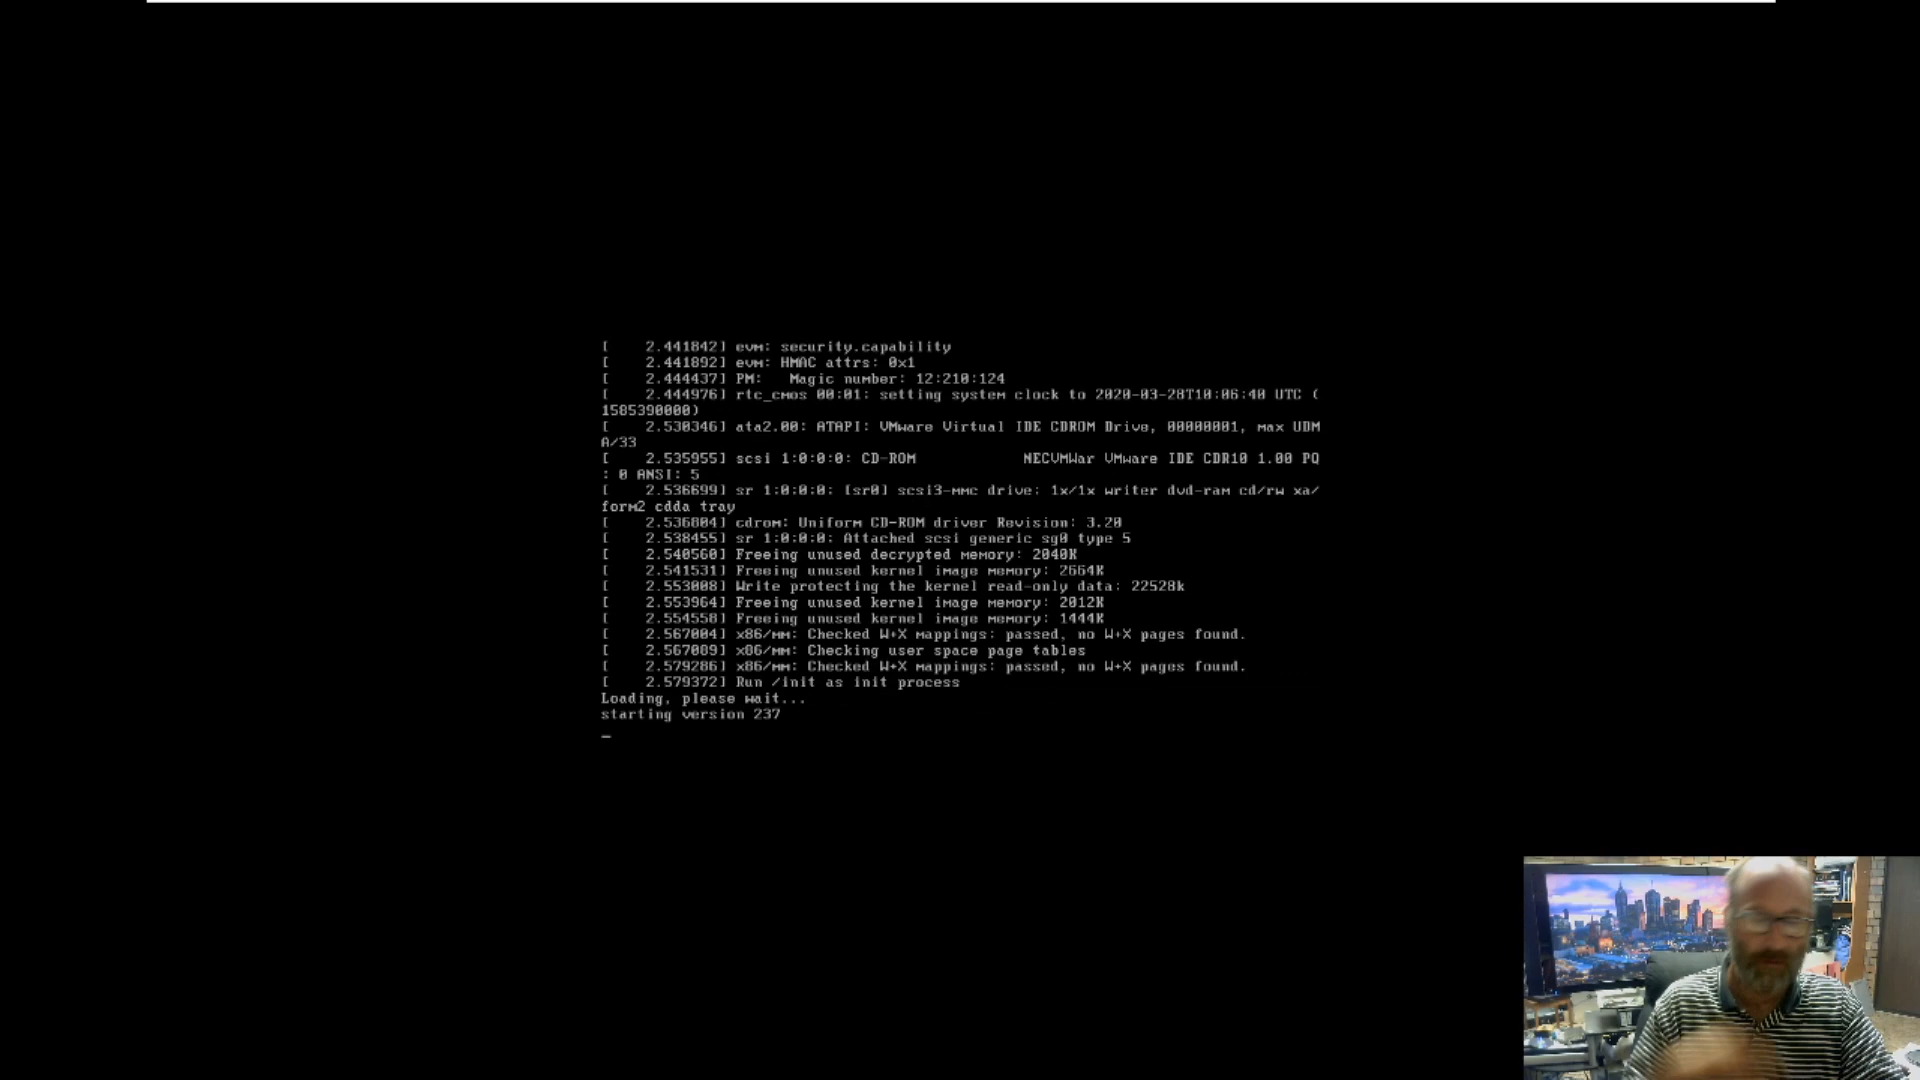 [    2.441842] evm: security.capability
[    2.441892] evm: HMAC attrs: 0x1
[    2.444437] PM:   Magic number: 12:210:124
[    2.444976] rtc_cmos 00:01: setting system clock to 2020-03-28T10:06:40 UTC (
1585390000)
[    2.530346] ata2.00: ATAPI: VMware Virtual IDE CDROM Drive, 00000001, max UDM
A/33
[    2.535955] scsi 1:0:0:0: CD-ROM            NECVMWar VMware IDE CDR10 1.00 PQ
: 0 ANSI: 5
[    2.536699] sr 1:0:0:0: [sr0] scsi3-mmc drive: 1x/1x writer dvd-ram cd/rw xa/
form2 cdda tray
[    2.536804] cdrom: Uniform CD-ROM driver Revision: 3.20
[    2.538455] sr 1:0:0:0: Attached scsi generic sg0 type 5
[    2.540560] Freeing unused decrypted memory: 2040K
[    2.541531] Freeing unused kernel image memory: 2664K
[    2.553008] Write protecting the kernel read-only data: 22528k
[    2.553964] Freeing unused kernel image memory: 2012K
[    2.554558] Freeing unused kernel image memory: 1444K
[    2.567004] x86/mm: Checked W+X mappings: passed, no W+X pages found.
[    2.567089] x86/mm: Checking user space page tables
[    2.579286] x86/mm: Checked W+X mappings: passed, no W+X pages found.
[    2.579372] Run /init as init process
Loading, please wait...
starting version 237
_